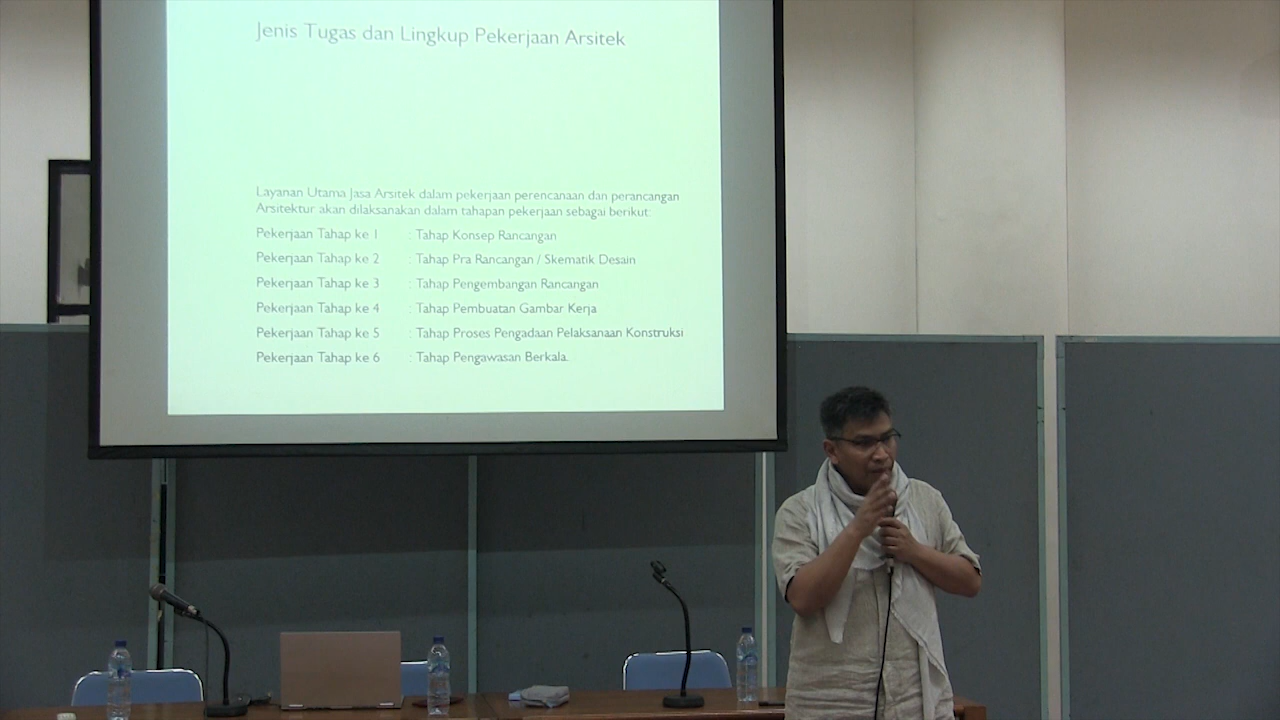 Jenis Tugas dan Lingkup Pekerjaan Arsitek
Layanan Utama Jasa Arsitek dalam pekerjaan perencanaan dan perancangan
Arsitektur akan dilaksanakan dalam tahapan pekerjaan sebagai berikut:
Pekerjaan Tahap ke 1 : Tahap Konsep Rancangan
Pekerjaan Tahap ke 2 : Tahap Pra Rancangan / Skematik Desain
Pekerjaan Tahap ke 3 : Tahap Pengembangan Rancangan
Pekerjaan Tahap ke 4 : Tahap Pembuatan Gambar Kerja
Pekerjaan Tahap ke 5 : Tahap Proses Pengadaan Pelaksanaan Konstruksi
Pekerjaan Tahap ke 6 : Tahap Pengawasan Berkala.